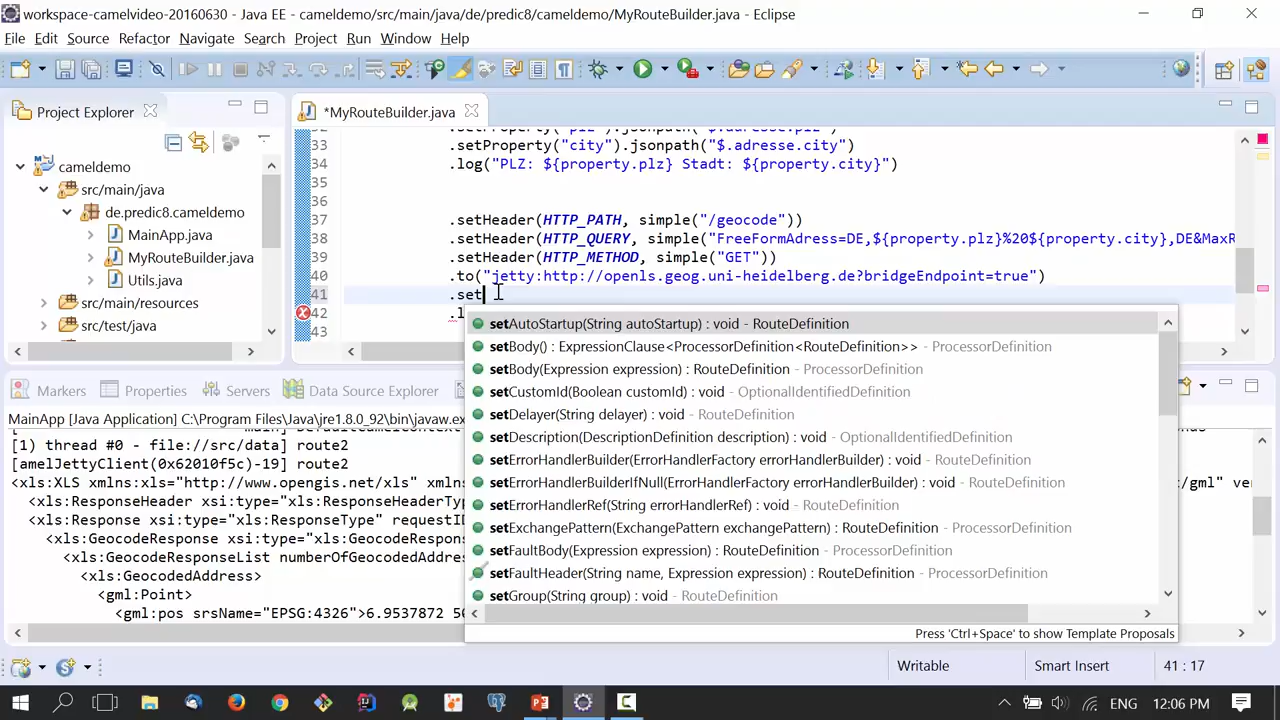 workspace-camelvideo-20160630 - Java EE - cameldemo/src/main/java/de/predic8/cameldemo/MyRouteBuilder.java - Eclipse
File Edit Source Refactor Navigate Search Project Run Window Help
Project Explorer
*MyRouteBuilder.java
cameldemo
src/main/java
de.predic8.cameldemo
MainApp.java
MyRouteBuilder.java
Utils.java
src/main/resources
src/test/java
32 .setProperty("plz").jsonpath("$.adresse.plz")
33 .setProperty("city").jsonpath("$.adresse.city")
34 .log("PLZ: ${property.plz} Stadt: ${property.city}")
35
36
37 .setHeader(HTTP_PATH, simple("/geocode"))
38 .setHeader(HTTP_QUERY, simple("FreeFormAdress=DE,${property.plz}%20${property.city},DE&MaxR
39 .setHeader(HTTP_METHOD, simple("GET"))
40 .to("jetty:http://openls.geog.uni-heidelberg.de?bridgeEndpoint=true")
41 .set
42 .l
43
setAutoStartup(String autoStartup) : void - RouteDefinition
setBody() : ExpressionClause<ProcessorDefinition<RouteDefinition>> - ProcessorDefinition
setBody(Expression expression) : RouteDefinition - ProcessorDefinition
setCustomId(Boolean customId) : void - OptionalIdentifiedDefinition
setDelayer(String delayer) : void - RouteDefinition
setDescription(DescriptionDefinition description) : void - OptionalIdentifiedDefinition
setErrorHandlerBuilder(ErrorHandlerFactory errorHandlerBuilder) : void - RouteDefinition
setErrorHandlerBuilderIfNull(ErrorHandlerFactory errorHandlerBuilder) : void - RouteDefinition
setErrorHandlerRef(String errorHandlerRef) : void - RouteDefinition
setExchangePattern(ExchangePattern exchangePattern) : RouteDefinition - ProcessorDefinition
setFaultBody(Expression expression) : RouteDefinition - ProcessorDefinition
setFaultHeader(String name, Expression expression) : RouteDefinition - ProcessorDefinition
setGroup(String group) : void - RouteDefinition
Press 'Ctrl+Space' to show Template Proposals
Markers Properties Servers Data Source Explorer
MainApp [Java Application] C:\Program Files\Java\jre1.8.0_92\bin\javaw.ex
[1) thread #0 - file://src/data] route2
[amelJettyClient(0x62010f5c)-19] route2
<xls:XLS xmlns:xls="http://www.opengis.net/xls" xmlns /gml" ver
<xls:ResponseHeader xsi:type="xls:ResponseHeaderTyp
<xls:Response xsi:type="xls:ResponseType" requestID
<xls:GeocodeResponse xsi:type="xls:GeocodeRespons
<xls:GeocodeResponseList numberOfGeocodedAddres
<xls:GeocodedAddress>
<gml:Point>
<gml:pos srsName="EPSG:4326">6.9537872 50
Writable Smart Insert 41 : 17
ENG 12:06 PM